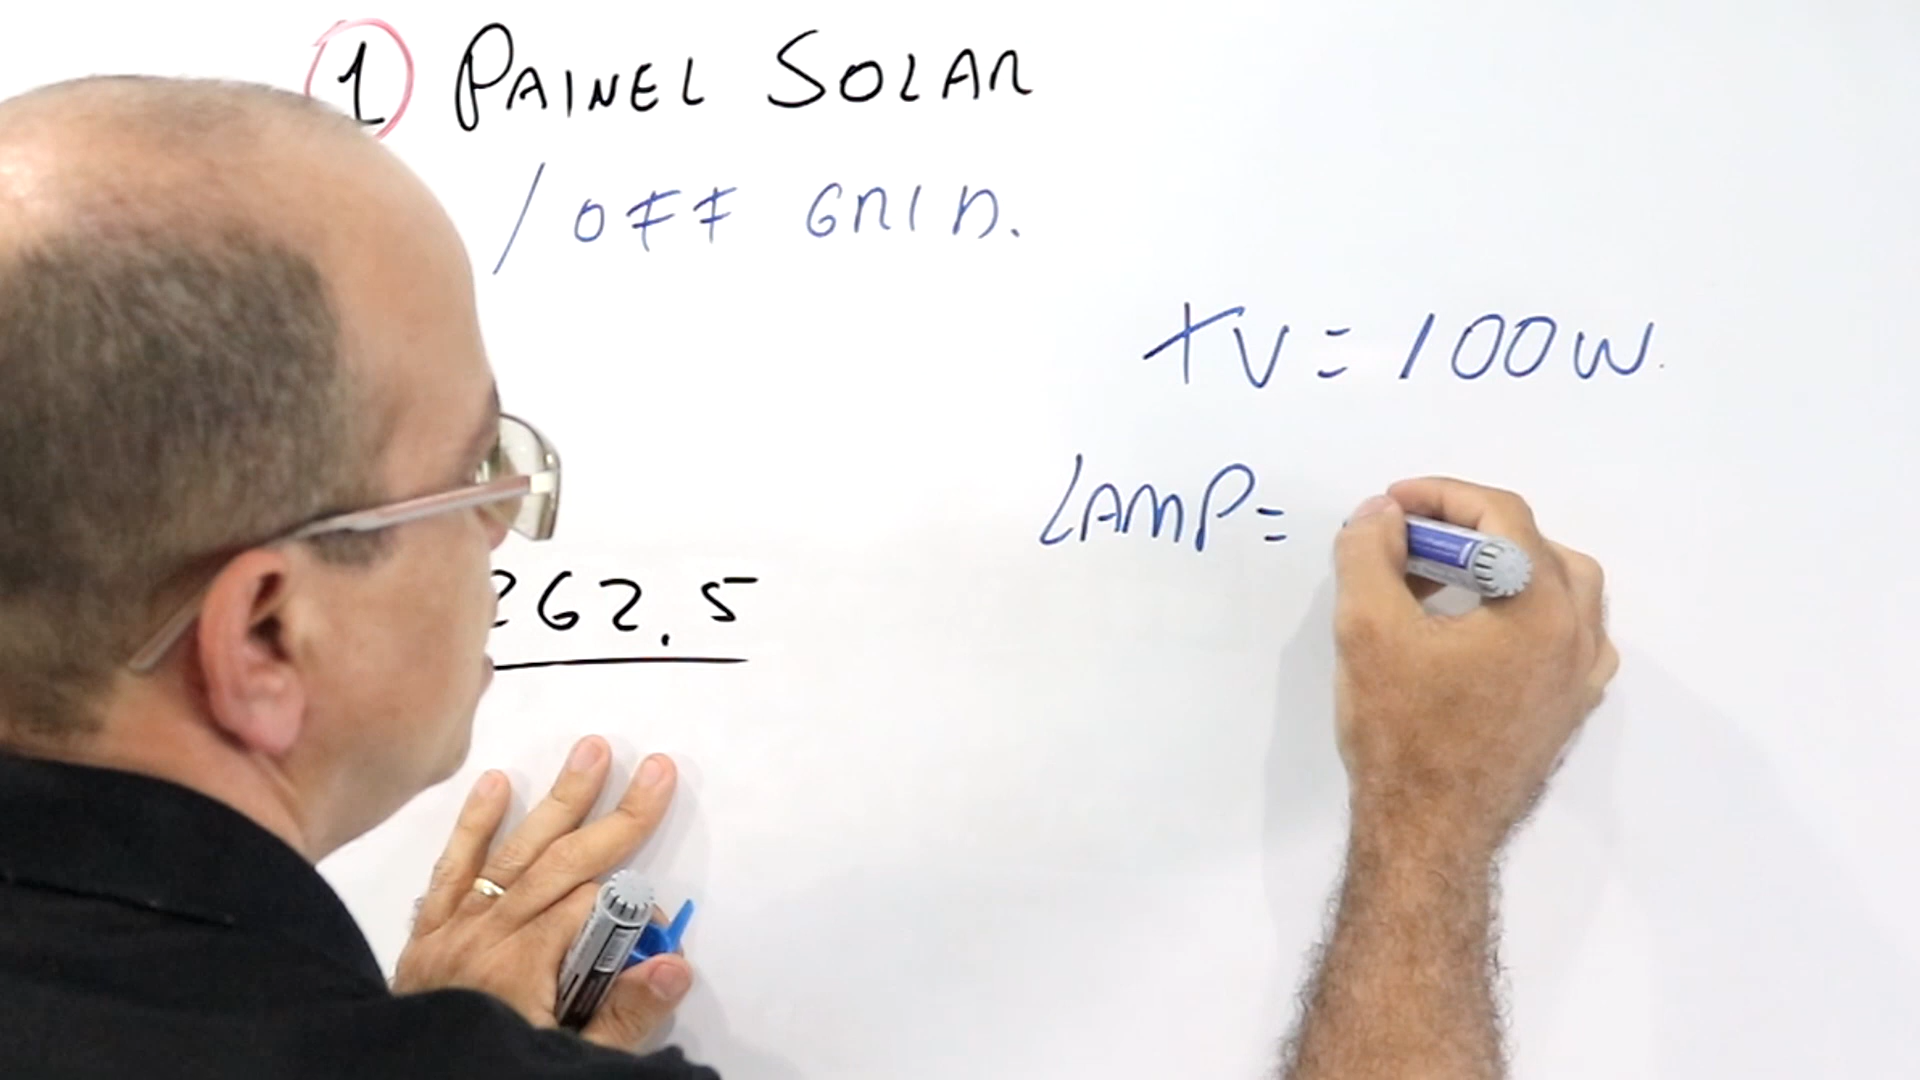 1 PAINEL SOLAR
/ OFF GRID.
TV = 100W.
LAMP =
262.5